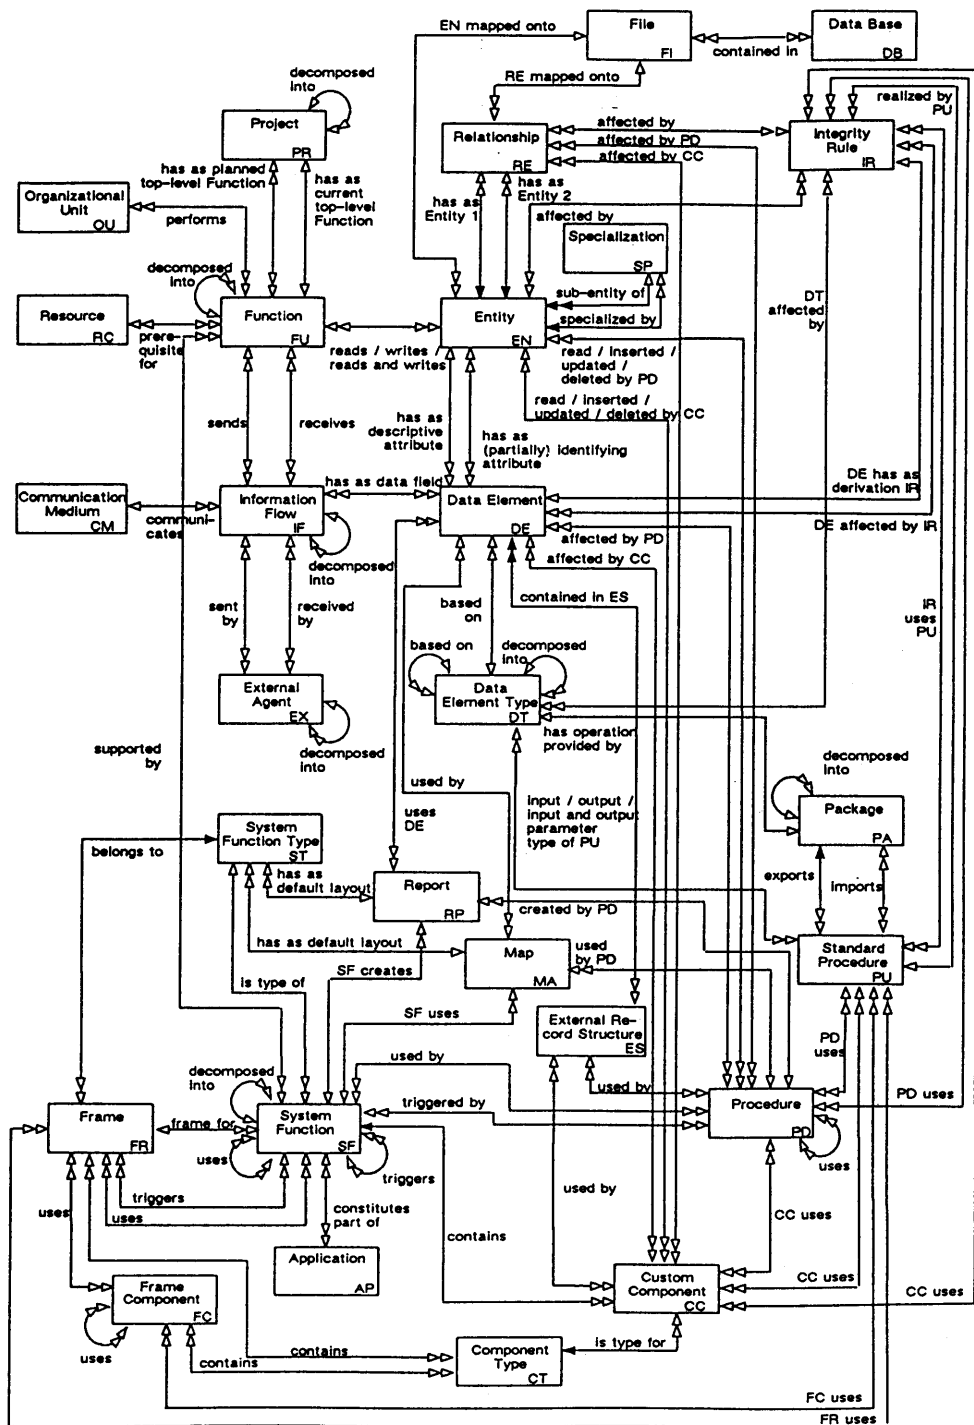 EN mapped onto
File
FI
contained in
Data Base
DB
RE mapped onto
decomposed
into
Project
PR
Relationship
RE
affected by
affected by PD
affected by CC
realized by
PU
Integrity
Rule
IR
has as planned
top-level Function
has as
current
top-level
Function
Organizational
Unit
OU
performs
has as
Entity 1
has as
Entity 2
affected by
Specialization
SP
decomposed
into
Resource
RC
prere-
quisite
for
Function
FU
reads / writes /
reads and writes
Entity
EN
sub-entity of
specialized by
DT
affected
by
read / inserted /
updated /
deleted by PD
read / inserted /
updated / deleted by CC
sends
receives
has as
descriptive
attribute
has as
(partially) identifying
attribute
Communication
Medium
CM
communi-
cates
Information
Flow
IF
has as data field
Data Element
DE
DE has as
derivation IR
DE affected by IR
decomposed
into
affected by PD
affected by CC
contained in ES
sent
by
received
by
based
on
IR
uses
PU
based on
decomposed
into
External
Agent
EX
decomposed
into
Data
Element Type
DT
has operation
provided by
supported
by
used by
uses
DE
input / output /
input and output
parameter
type of PU
decomposed
into
Package
PA
belongs to
System
Function Type
ST
has as
default layout
Report
RP
created by PD
exports
imports
has as default layout
Map
MA
used
by PD
Standard
Procedure
PU
is type of
SF creates
SF uses
External Re-
cord Structure
ES
PD
uses
decomposed
into
used by
used by
Frame
FR
frame for
System
Function
SF
triggered by
Procedure
PD
PD uses
uses
triggers
uses
uses
triggers
uses
constitutes
part of
used by
CC uses
contains
Application
AP
Frame
Component
FC
Custom
Component
CC
CC uses
CC uses
uses
contains
contains
is type for
Component
Type
CT
FC uses
FR uses